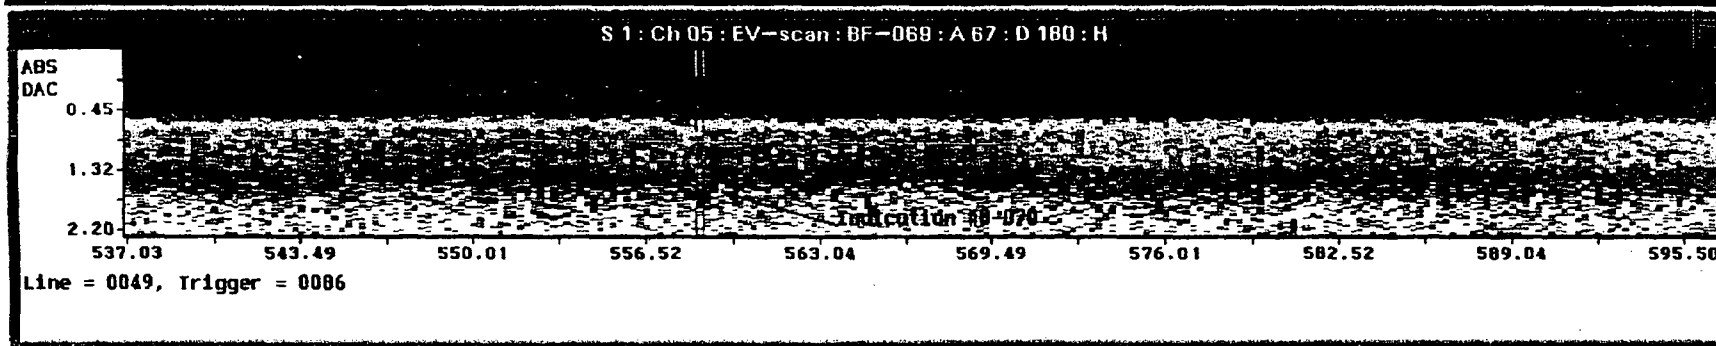 S 1 : Ch 05 : EV-scan : BF-069 : A 67 : D 180 : H
ABS
DAC
0.45
1.32
Indication
2.20
537.03 543.49 550.01 556.52 563.04 569.49 576.01 582.52 589.04 595.50
Line = 0049, Trigger = 0086